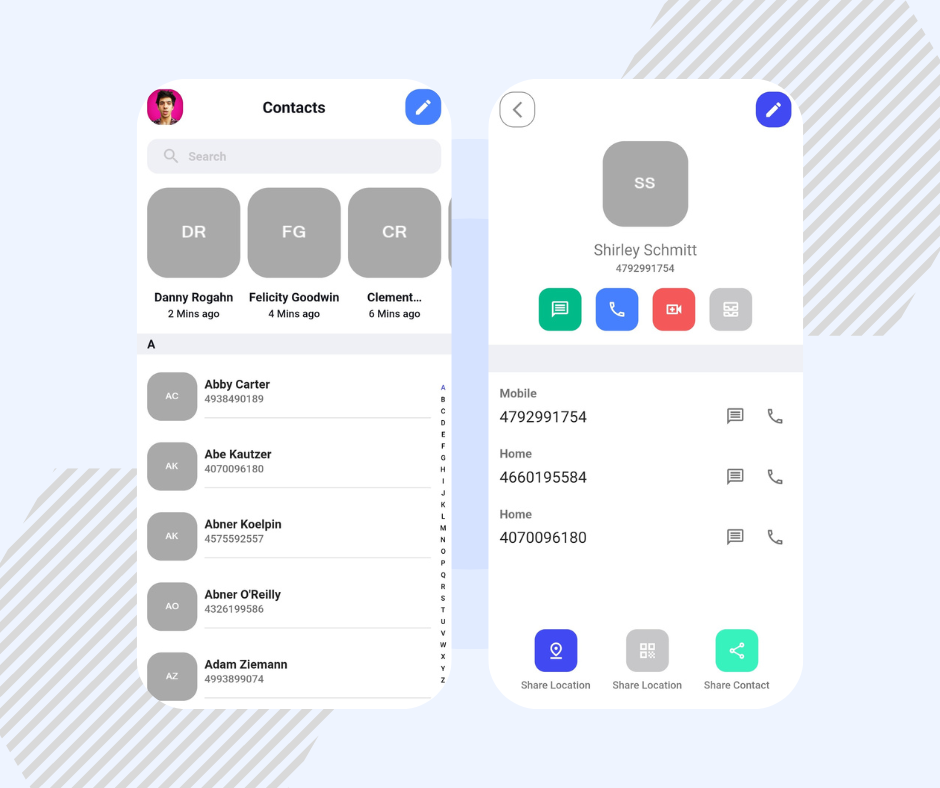 Contacts
Search
DR
FG
CR
Danny Rogahn
Felicity Goodwin
Clement...
2 Mins ago
4 Mins ago
6 Mins ago
A
AC
Abby Carter
4938490189
AK
Abe Kautzer
4070096180
AK
Abner Koelpin
4575592557
AO
Abner O'Reilly
4326199586
AZ
Adam Ziemann
4993899074
A
B
C
D
E
F
G
H
I
J
K
L
M
N
O
P
Q
R
S
T
U
V
W
X
Y
Z
SS
Shirley Schmitt
4792991754
Mobile
4792991754
Home
4660195584
Home
4070096180
Share Location
Share Location
Share Contact